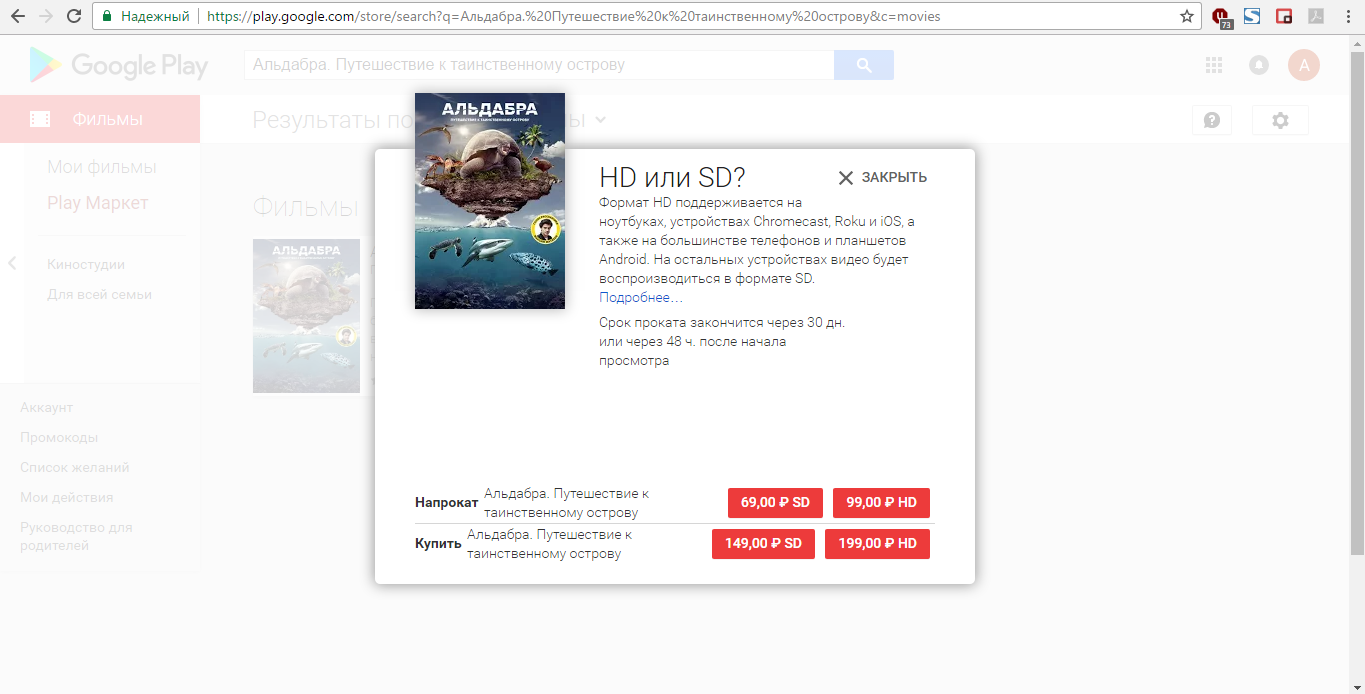 Надежный
https://play.google.com/store/search?q=Альдабра.%20Путешествие%20к%20таинственному%20острову&c=movies
73
Google Play
Альдабра. Путешествие к таинственному острову
A
Фильмы
Результаты по
ы
Мои фильмы
Play Маркет
Киностудии
Для всей семьи
Аккаунт
Промокоды
Список желаний
Мои действия
Руководство для
родителей
Фильмы
АЛЬДАБРА
АЛЬДАБРА
ПУТЕШЕСТВИЕ К ТАИНСТВЕННОМУ ОСТРОВУ
HD или SD?
ЗАКРЫТЬ
Формат HD поддерживается на
ноутбуках, устройствах Chromecast, Roku и iOS, а
также на большинстве телефонов и планшетов
Android. На остальных устройствах видео будет
воспроизводиться в формате SD.
Подробнее…
Срок проката закончится через 30 дн.
или через 48 ч. после начала
просмотра
Напрокат
Альдабра. Путешествие к
таинственному острову
69,00 ₽ SD
99,00 ₽ HD
Купить
Альдабра. Путешествие к
таинственному острову
149,00 ₽ SD
199,00 ₽ HD